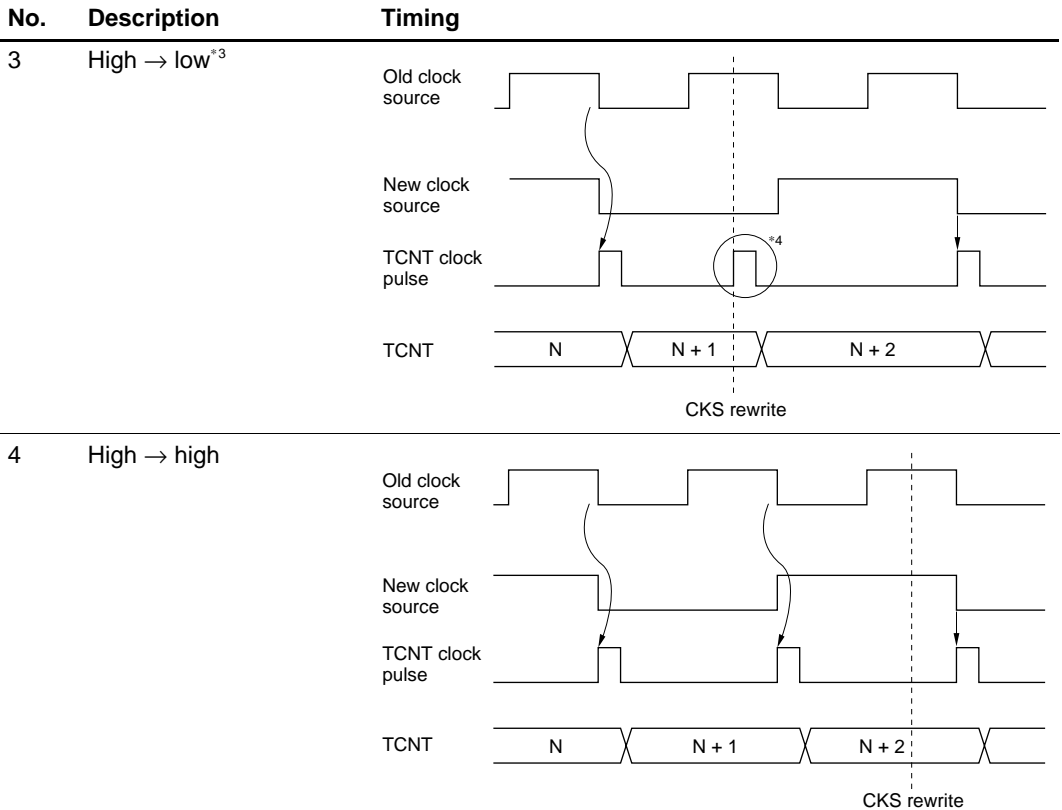 No. Description Timing
3 High → low*3
Old clock
source
New clock
source
*4
TCNT clock
pulse
TCNT N N + 1 N + 2
CKS rewrite
4 High → high
Old clock
source
New clock
source
TCNT clock
pulse
TCNT N N + 1 N + 2
CKS rewrite